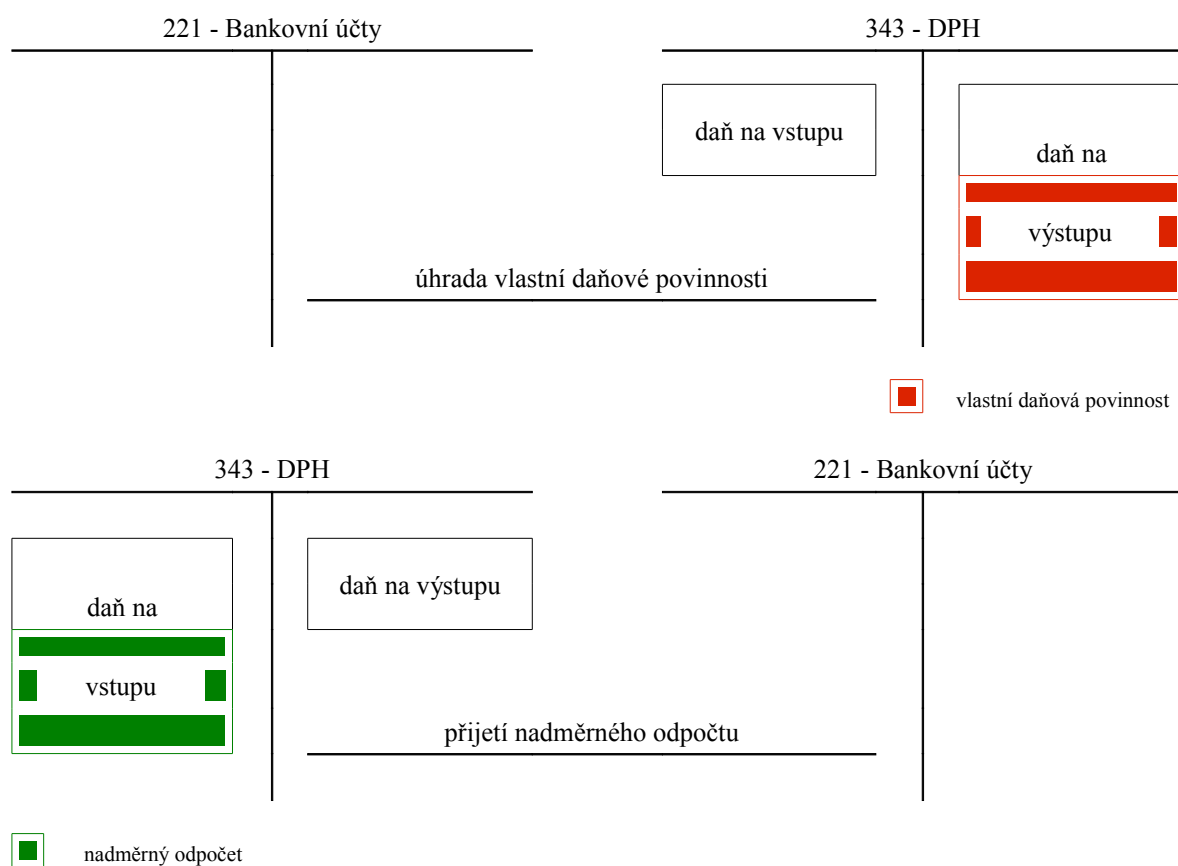 221 - Bankovní účty
343 - DPH
daň na vstupu
daň na
výstupu
úhrada vlastní daňové povinnosti
vlastní daňová povinnost
343 - DPH
221 - Bankovní účty
daň na výstupu
daň na
vstupu
přijetí nadměrného odpočtu
nadměrný odpočet